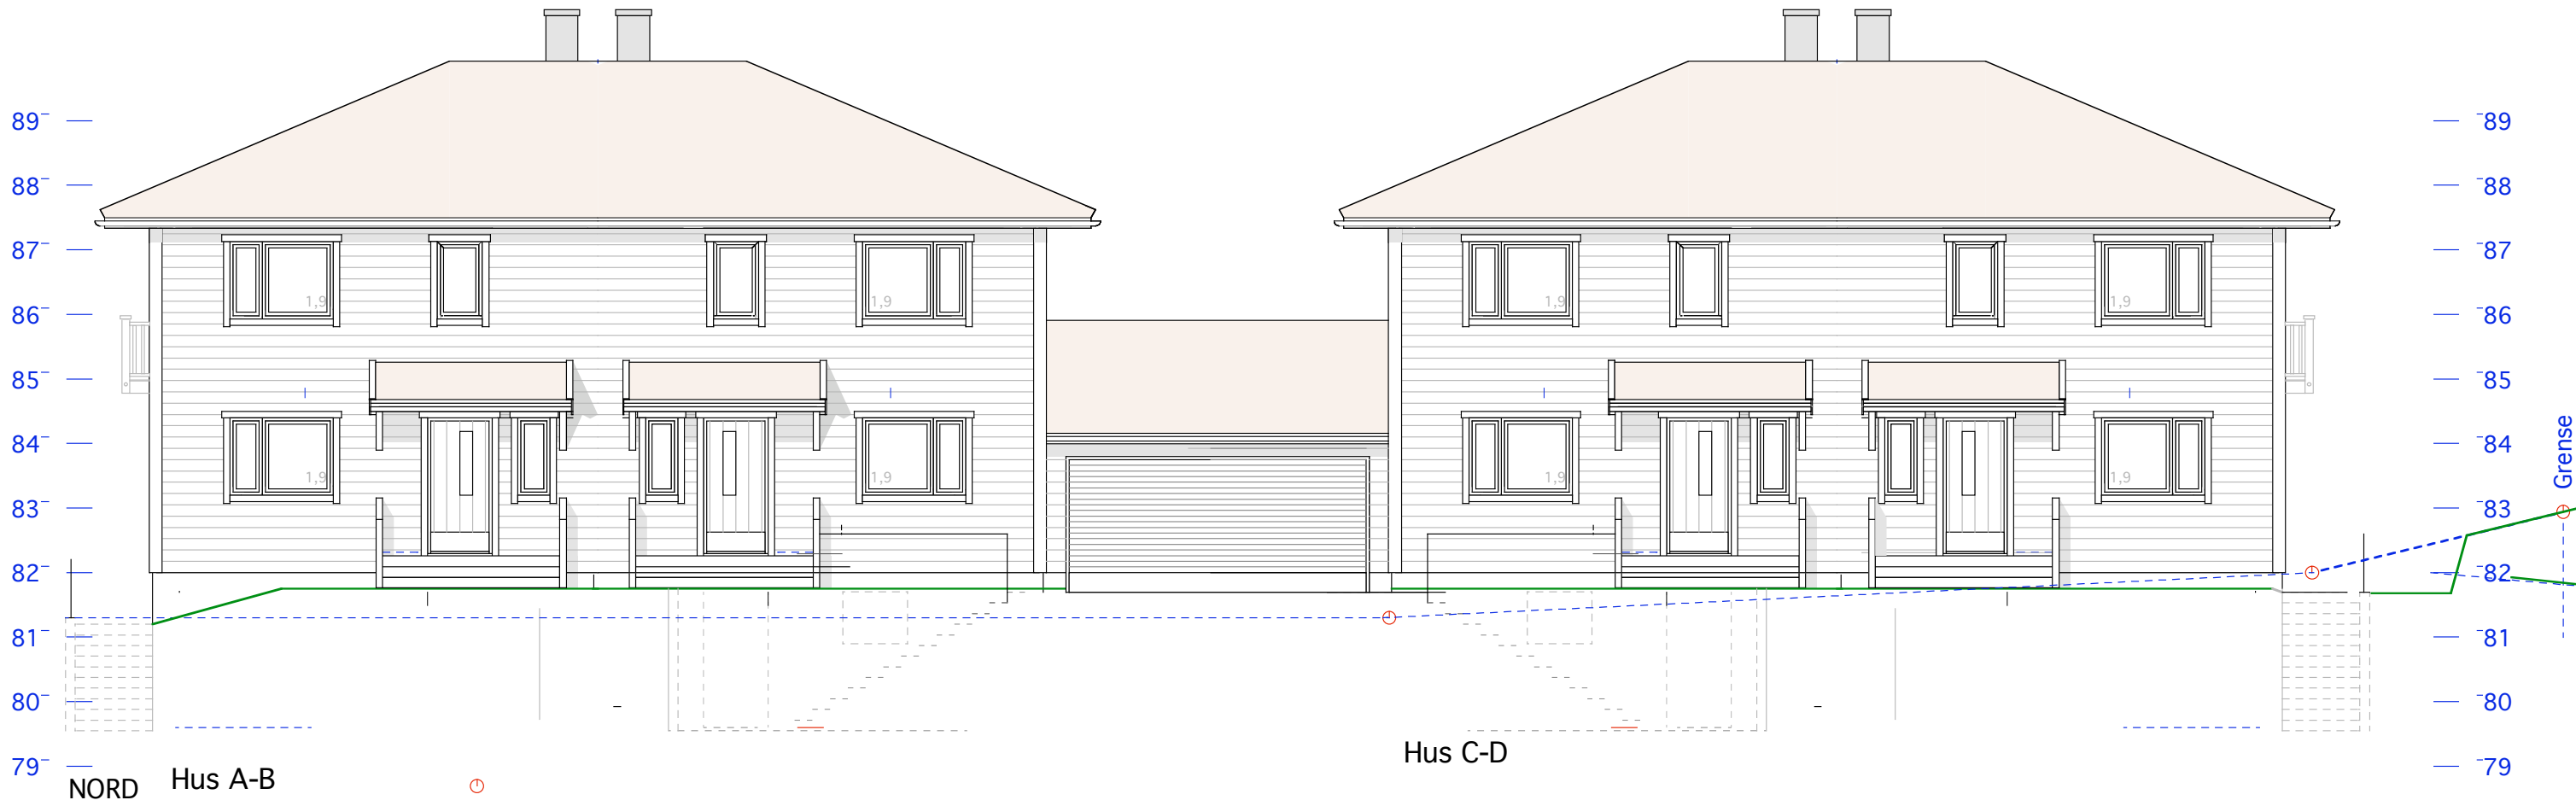 89 89
88 88
87 87
1,9 1,9 1,9 1,9
86 86
85 85
84 84
Grense
1,9 1,9 1,9 1,9
83 83
82 82
81 81
80 80
79 79
Hus C-D
NORD Hus A-B